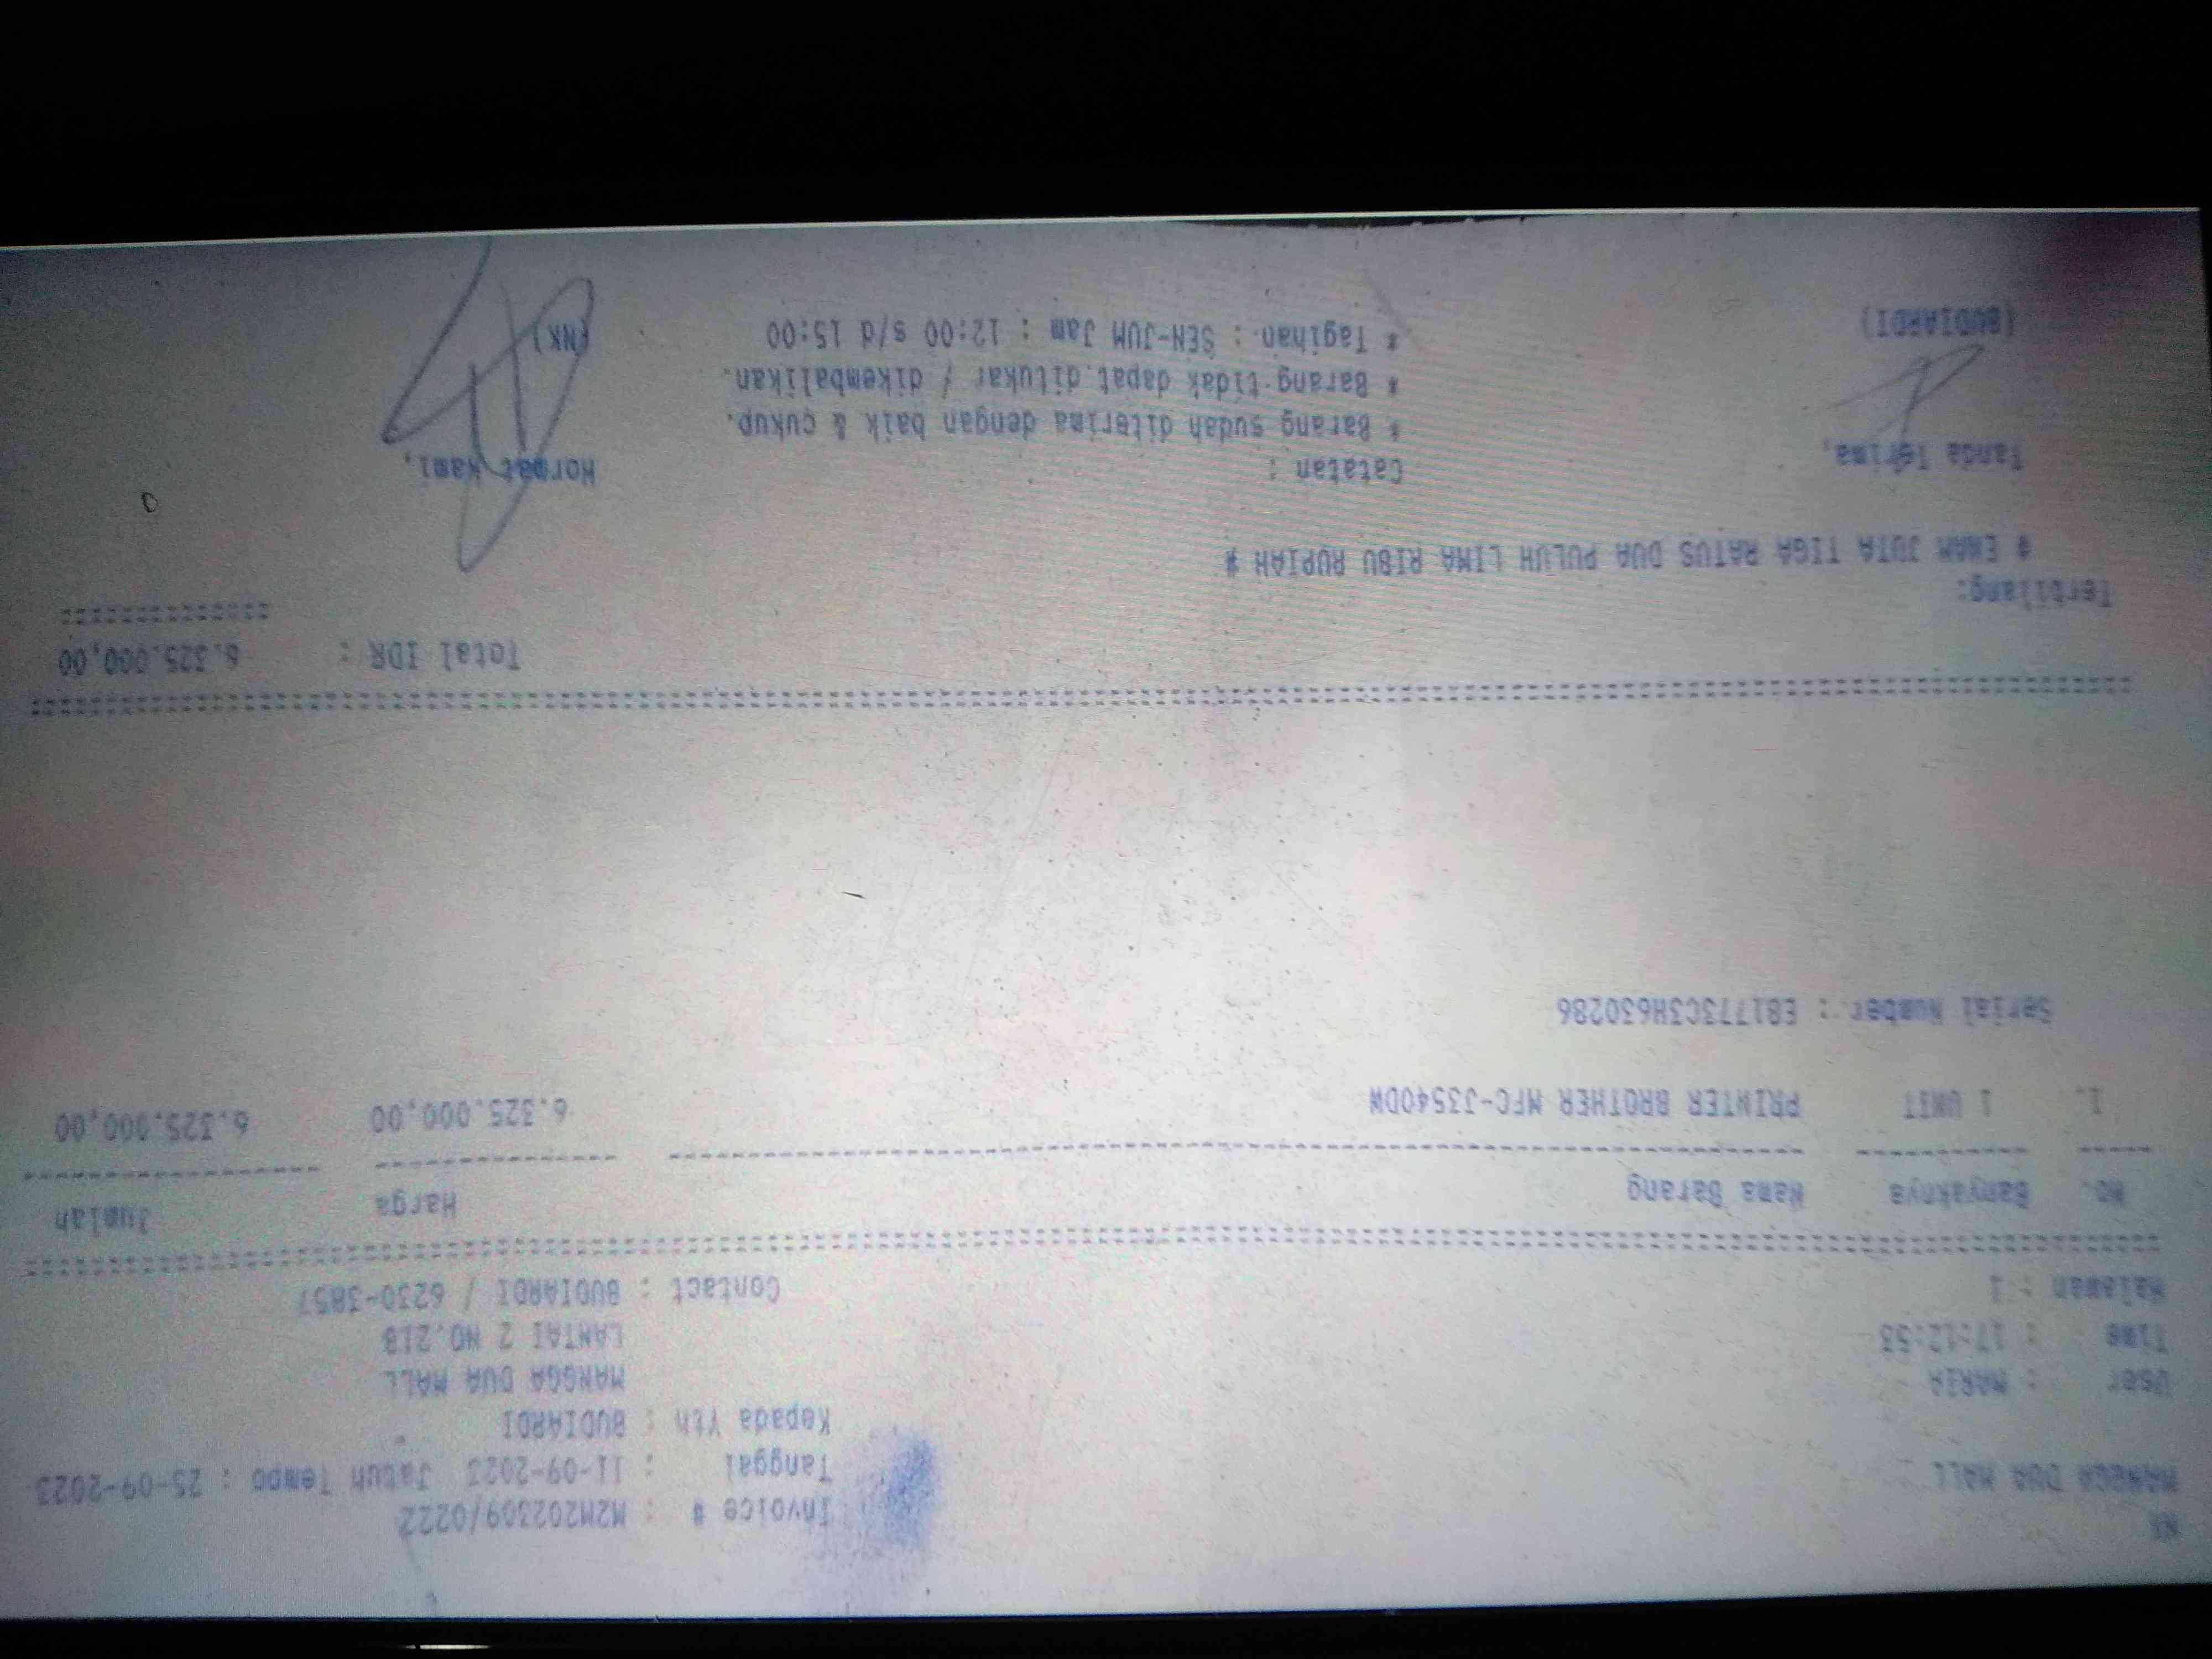 NK
MANGGA DUA MALL
User : MARIA
Time : 17:12:53
Halaman : 1
Invoice # : M2M202309/0222
Tanggal : 11-09-2023 Jatuh Tempo : 25-09-2023
Kepada Yth : BUDIARDI
MANGGA DUA MALL
LANTAI 2 NO.21B
Contact : BUDIARDI / 6230-3857
No. Banyaknya Nama Barang Harga Jumlah
1. 1 UNIT PRINTER BROTHER MFC-J3540DW 6.325.000,00 6.325.000,00
Serial Number : E81773C3H630286
Total IDR : 6.325.000,00
Terbilang:
# ENAM JUTA TIGA RATUS DUA PULUH LIMA RIBU RUPIAH #
Tanda Terima,
(BUDIARDI)
Catatan :
* Barang sudah diterima dengan baik & cukup.
* Barang tidak dapat ditukar / dikembalikan.
* Tagihan : SEN-JUM Jam : 12:00 s/d 15:00
Hormat Kami,
(NK)